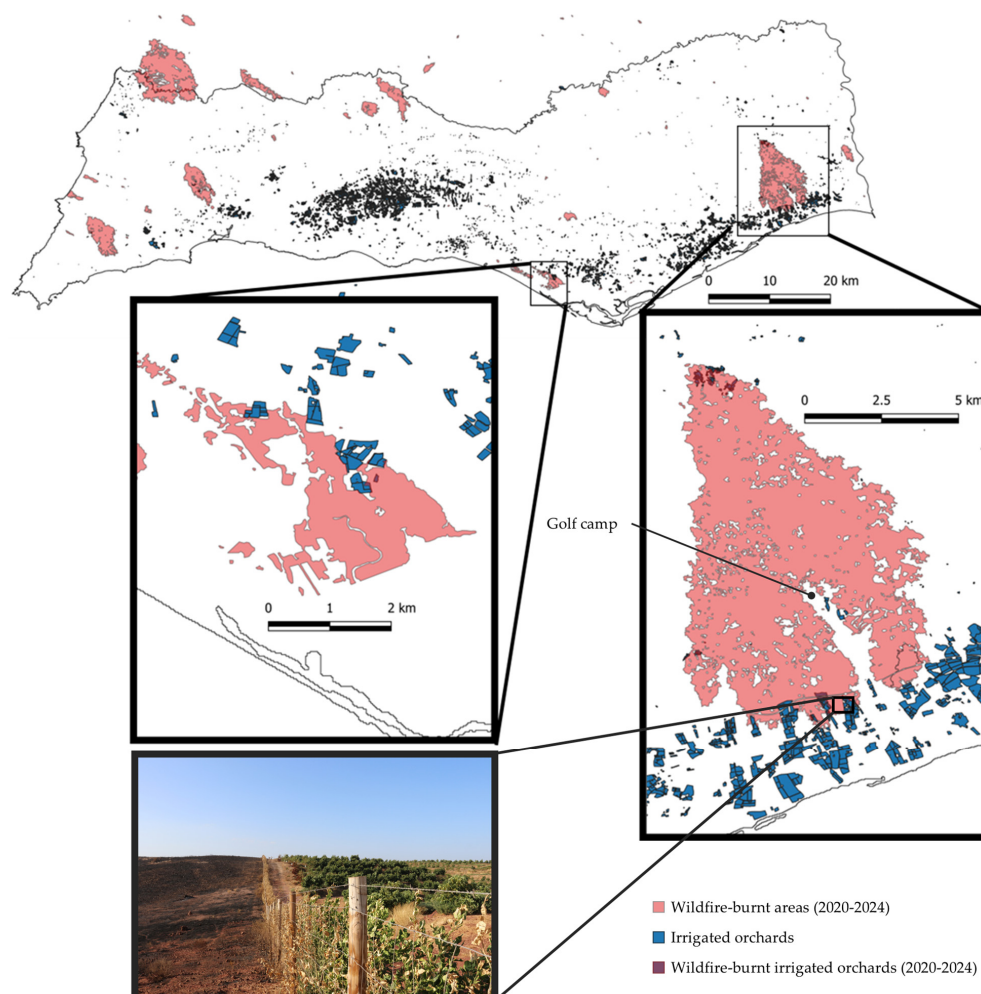 0 10 20 km
0 2.5 5 km
Golf camp
0 1 2 km
Wildfire-burnt areas (2020-2024)
Irrigated orchards
Wildfire-burnt irrigated orchards (2020-2024)